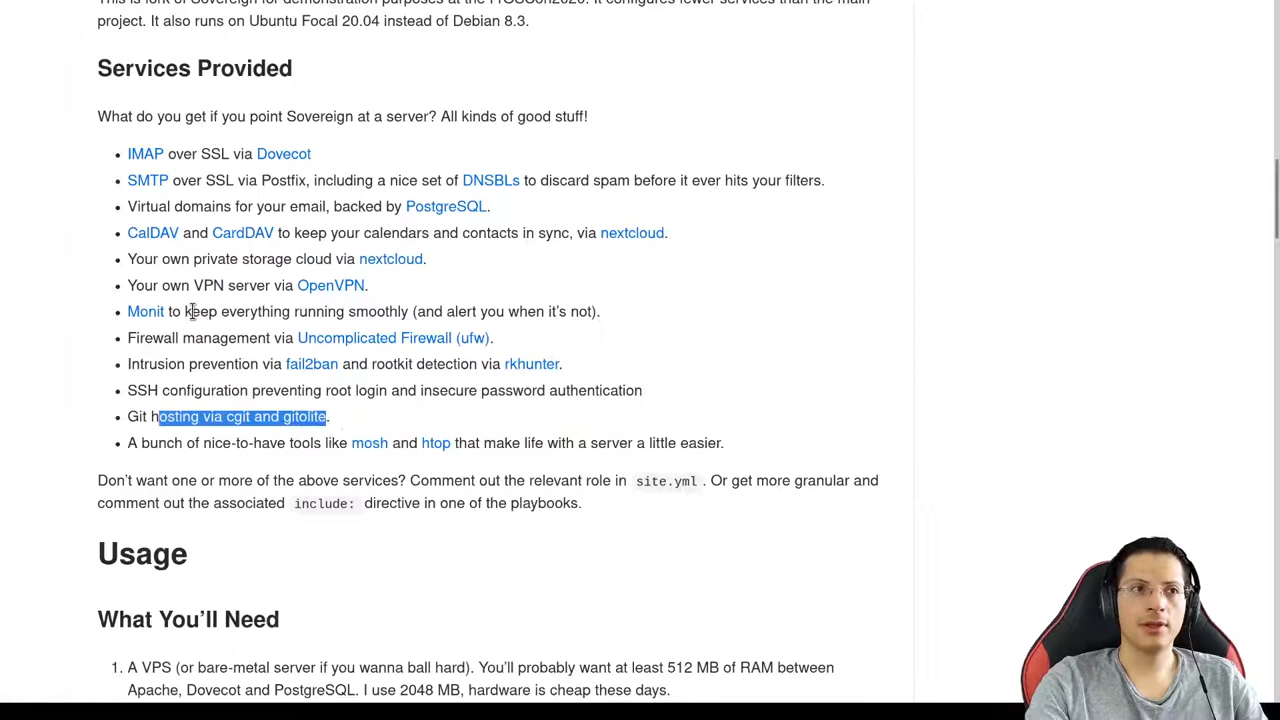 project. It also runs on Ubuntu Focal 20.04 instead of Debian 8.3.
Services Provided
What do you get if you point Sovereign at a server? All kinds of good stuff!
• IMAP over SSL via Dovecot
• SMTP over SSL via Postfix, including a nice set of DNSBLs to discard spam before it ever hits your filters.
• Virtual domains for your email, backed by PostgreSQL.
• CalDAV and CardDAV to keep your calendars and contacts in sync, via nextcloud.
• Your own private storage cloud via nextcloud.
• Your own VPN server via OpenVPN.
• Monit to keep everything running smoothly (and alert you when it’s not).
• Firewall management via Uncomplicated Firewall (ufw).
• Intrusion prevention via fail2ban and rootkit detection via rkhunter.
• SSH configuration preventing root login and insecure password authentication
• Git hosting via cgit and gitolite.
• A bunch of nice-to-have tools like mosh and htop that make life with a server a little easier.
Don’t want one or more of the above services? Comment out the relevant role in site.yml. Or get more granular and
comment out the associated include: directive in one of the playbooks.
Usage
What You’ll Need
1. A VPS (or bare-metal server if you wanna ball hard). You’ll probably want at least 512 MB of RAM between
Apache, Dovecot and PostgreSQL. I use 2048 MB, hardware is cheap these days.